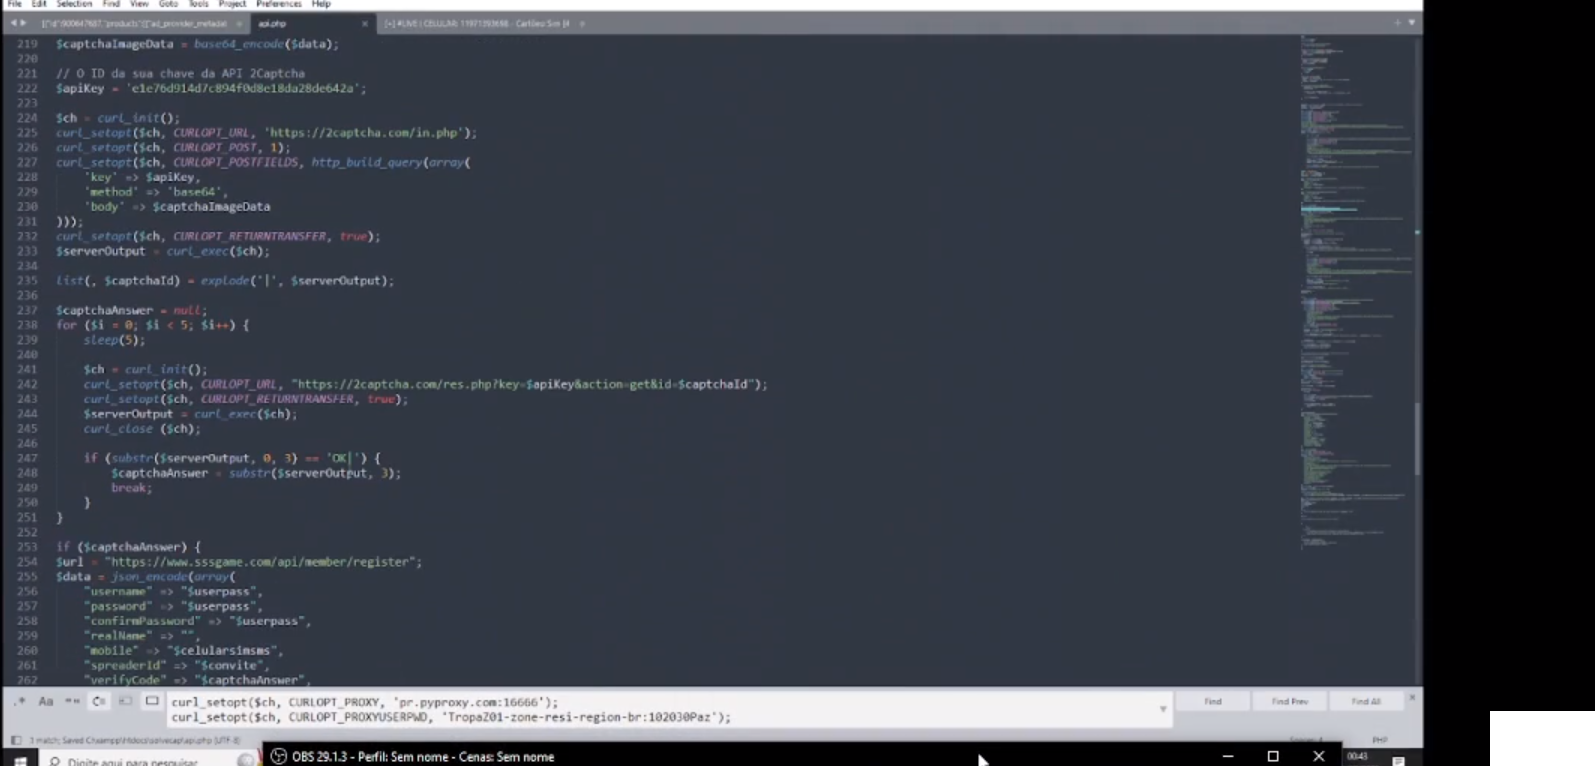 File Edit Selection Find View Goto Tools Project Preferences Help
api.php
219 $captchaImageData = base64_encode($data);
220
221 // O ID da sua chave da API 2Captcha
222 $apiKey = 'e1e76d914d7c894f0d8e18da28de642a';
223
224 $ch = curl_init();
225 curl_setopt($ch, CURLOPT_URL, 'https://2captcha.com/in.php');
226 curl_setopt($ch, CURLOPT_POST, 1);
227 curl_setopt($ch, CURLOPT_POSTFIELDS, http_build_query(array(
228 'key' => $apiKey,
229 'method' => 'base64',
230 'body' => $captchaImageData
231 )));
232 curl_setopt($ch, CURLOPT_RETURNTRANSFER, true);
233 $serverOutput = curl_exec($ch);
234
235 list(, $captchaId) = explode('|', $serverOutput);
236
237 $captchaAnswer = null;
238 for ($i = 0; $i < 5; $i++) {
239 sleep(5);
240
241 $ch = curl_init();
242 curl_setopt($ch, CURLOPT_URL, "https://2captcha.com/res.php?key=$apiKey&action=get&id=$captchaId");
243 curl_setopt($ch, CURLOPT_RETURNTRANSFER, true);
244 $serverOutput = curl_exec($ch);
245 curl_close ($ch);
246
247 if (substr($serverOutput, 0, 3) == 'OK|') {
248 $captchaAnswer = substr($serverOutput, 3);
249 break;
250 }
251 }
252
253 if ($captchaAnswer) {
254 $url = "https://www.sssgame.com/api/member/register";
255 $data = json_encode(array(
256 "username" => "$userpass",
257 "password" => "$userpass",
258 "confirmPassword" => "$userpass",
259 "realName" => "",
260 "mobile" => "$celularsimsms",
261 "spreaderId" => "$convite",
262 "verifyCode" => "$captchaAnswer",
.* Aa " "
curl_setopt($ch, CURLOPT_PROXY, 'pr.pyproxy.com:16666');
curl_setopt($ch, CURLOPT_PROXYUSERPWD, 'TropaZ01-zone-resi-region-br:102030Paz');
Find Find Prev Find All
PHP
Digite aqui para pesquisar
OBS 29.1.3 - Perfil: Sem nome - Cenas: Sem nome
00:43